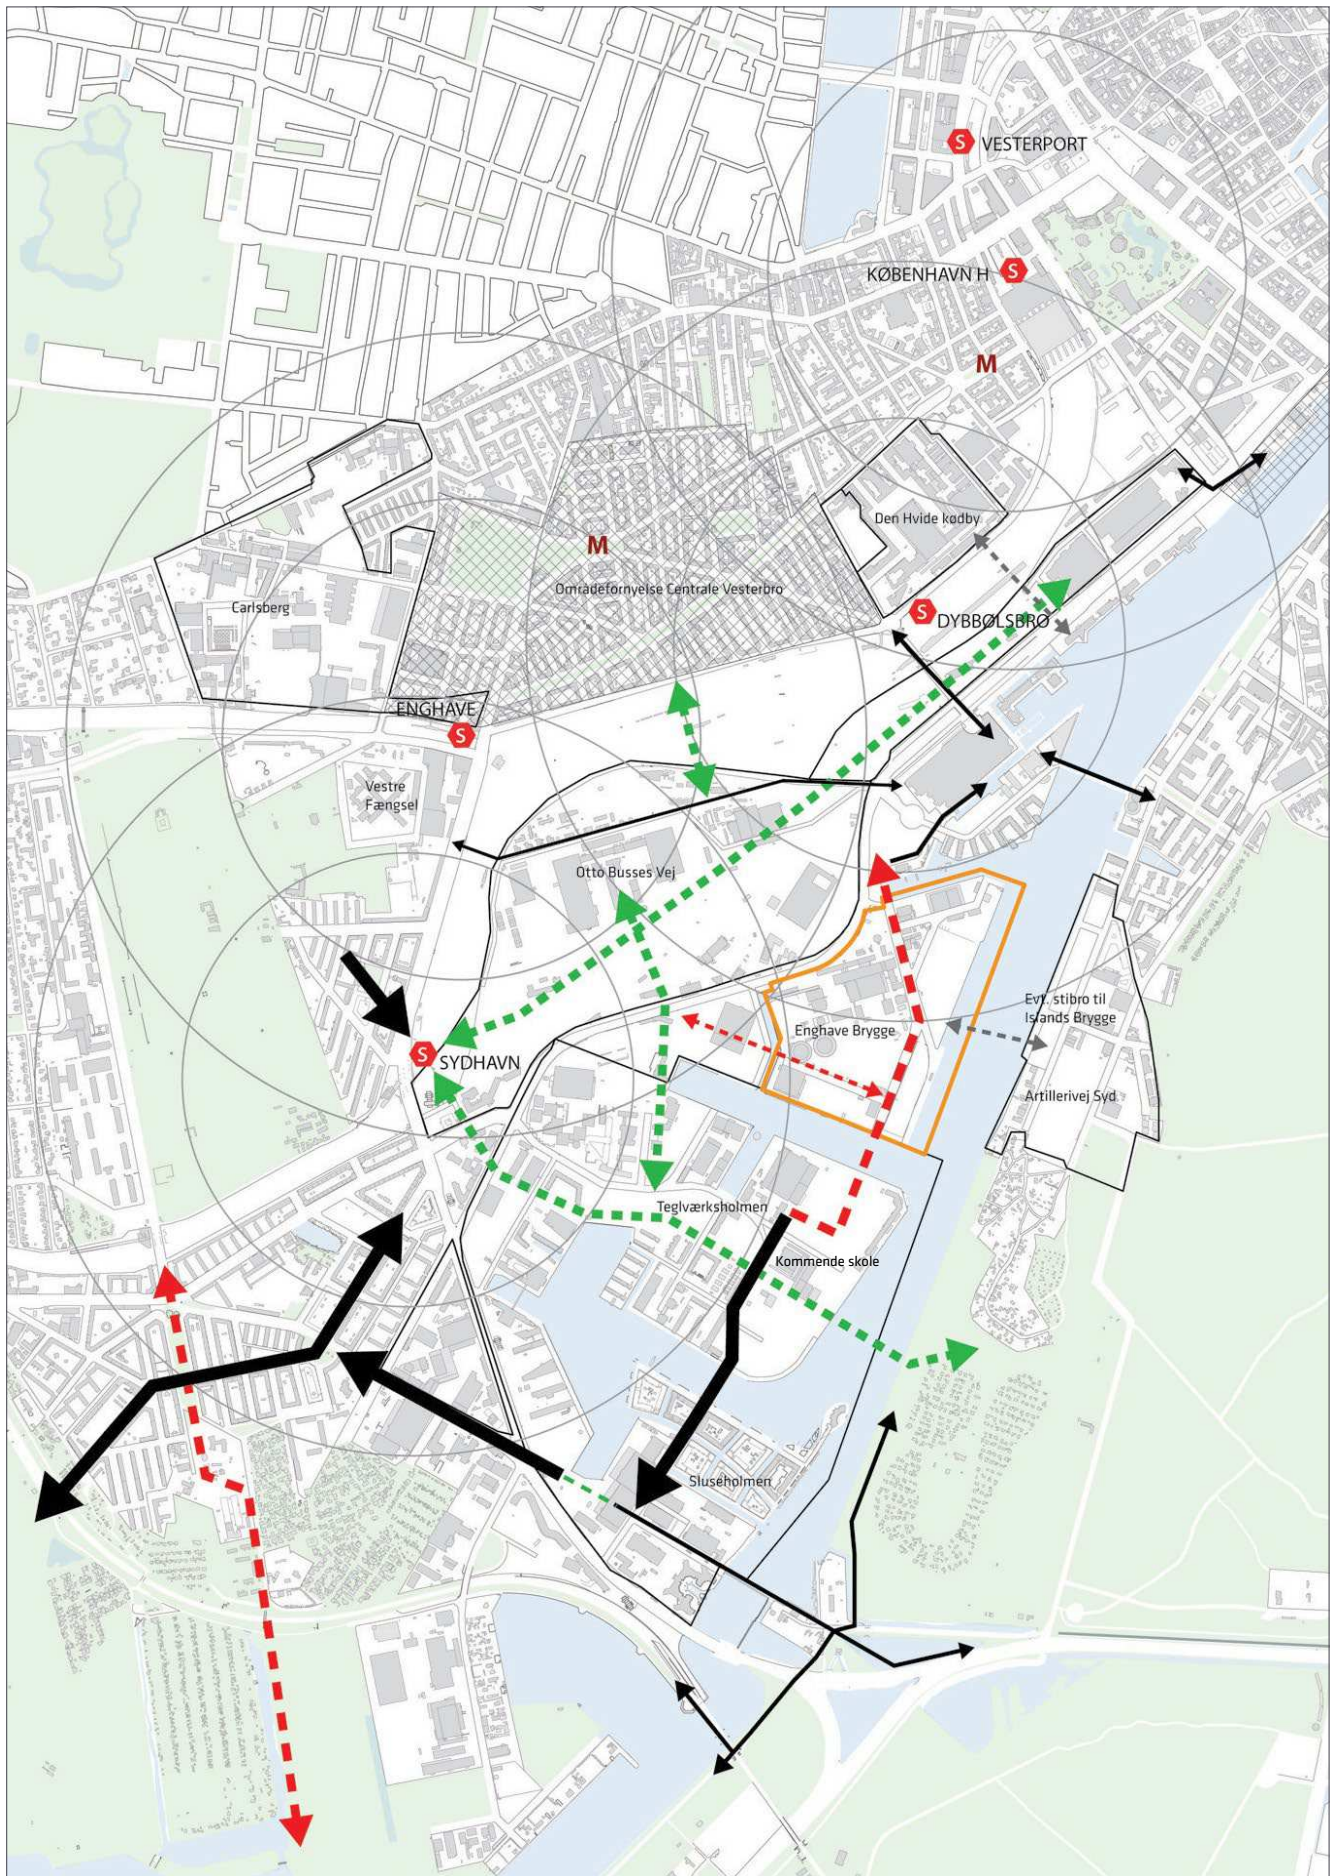 S VESTERPORT
KØBENHAVN H S
M
Den Hvide kødby
M
Områdefornyelse Centrale Vesterbro
Carlsberg
S DYBBØLSBRO
ENGHAVE
S
Vestre
Fængsel
Otto Busses Vej
Evt. stibro til
Islands Brygge
Enghave Brygge
S SYDHAVN
Artillerivej Syd
Teglværksholmen
Kommende skole
Sluseholmen